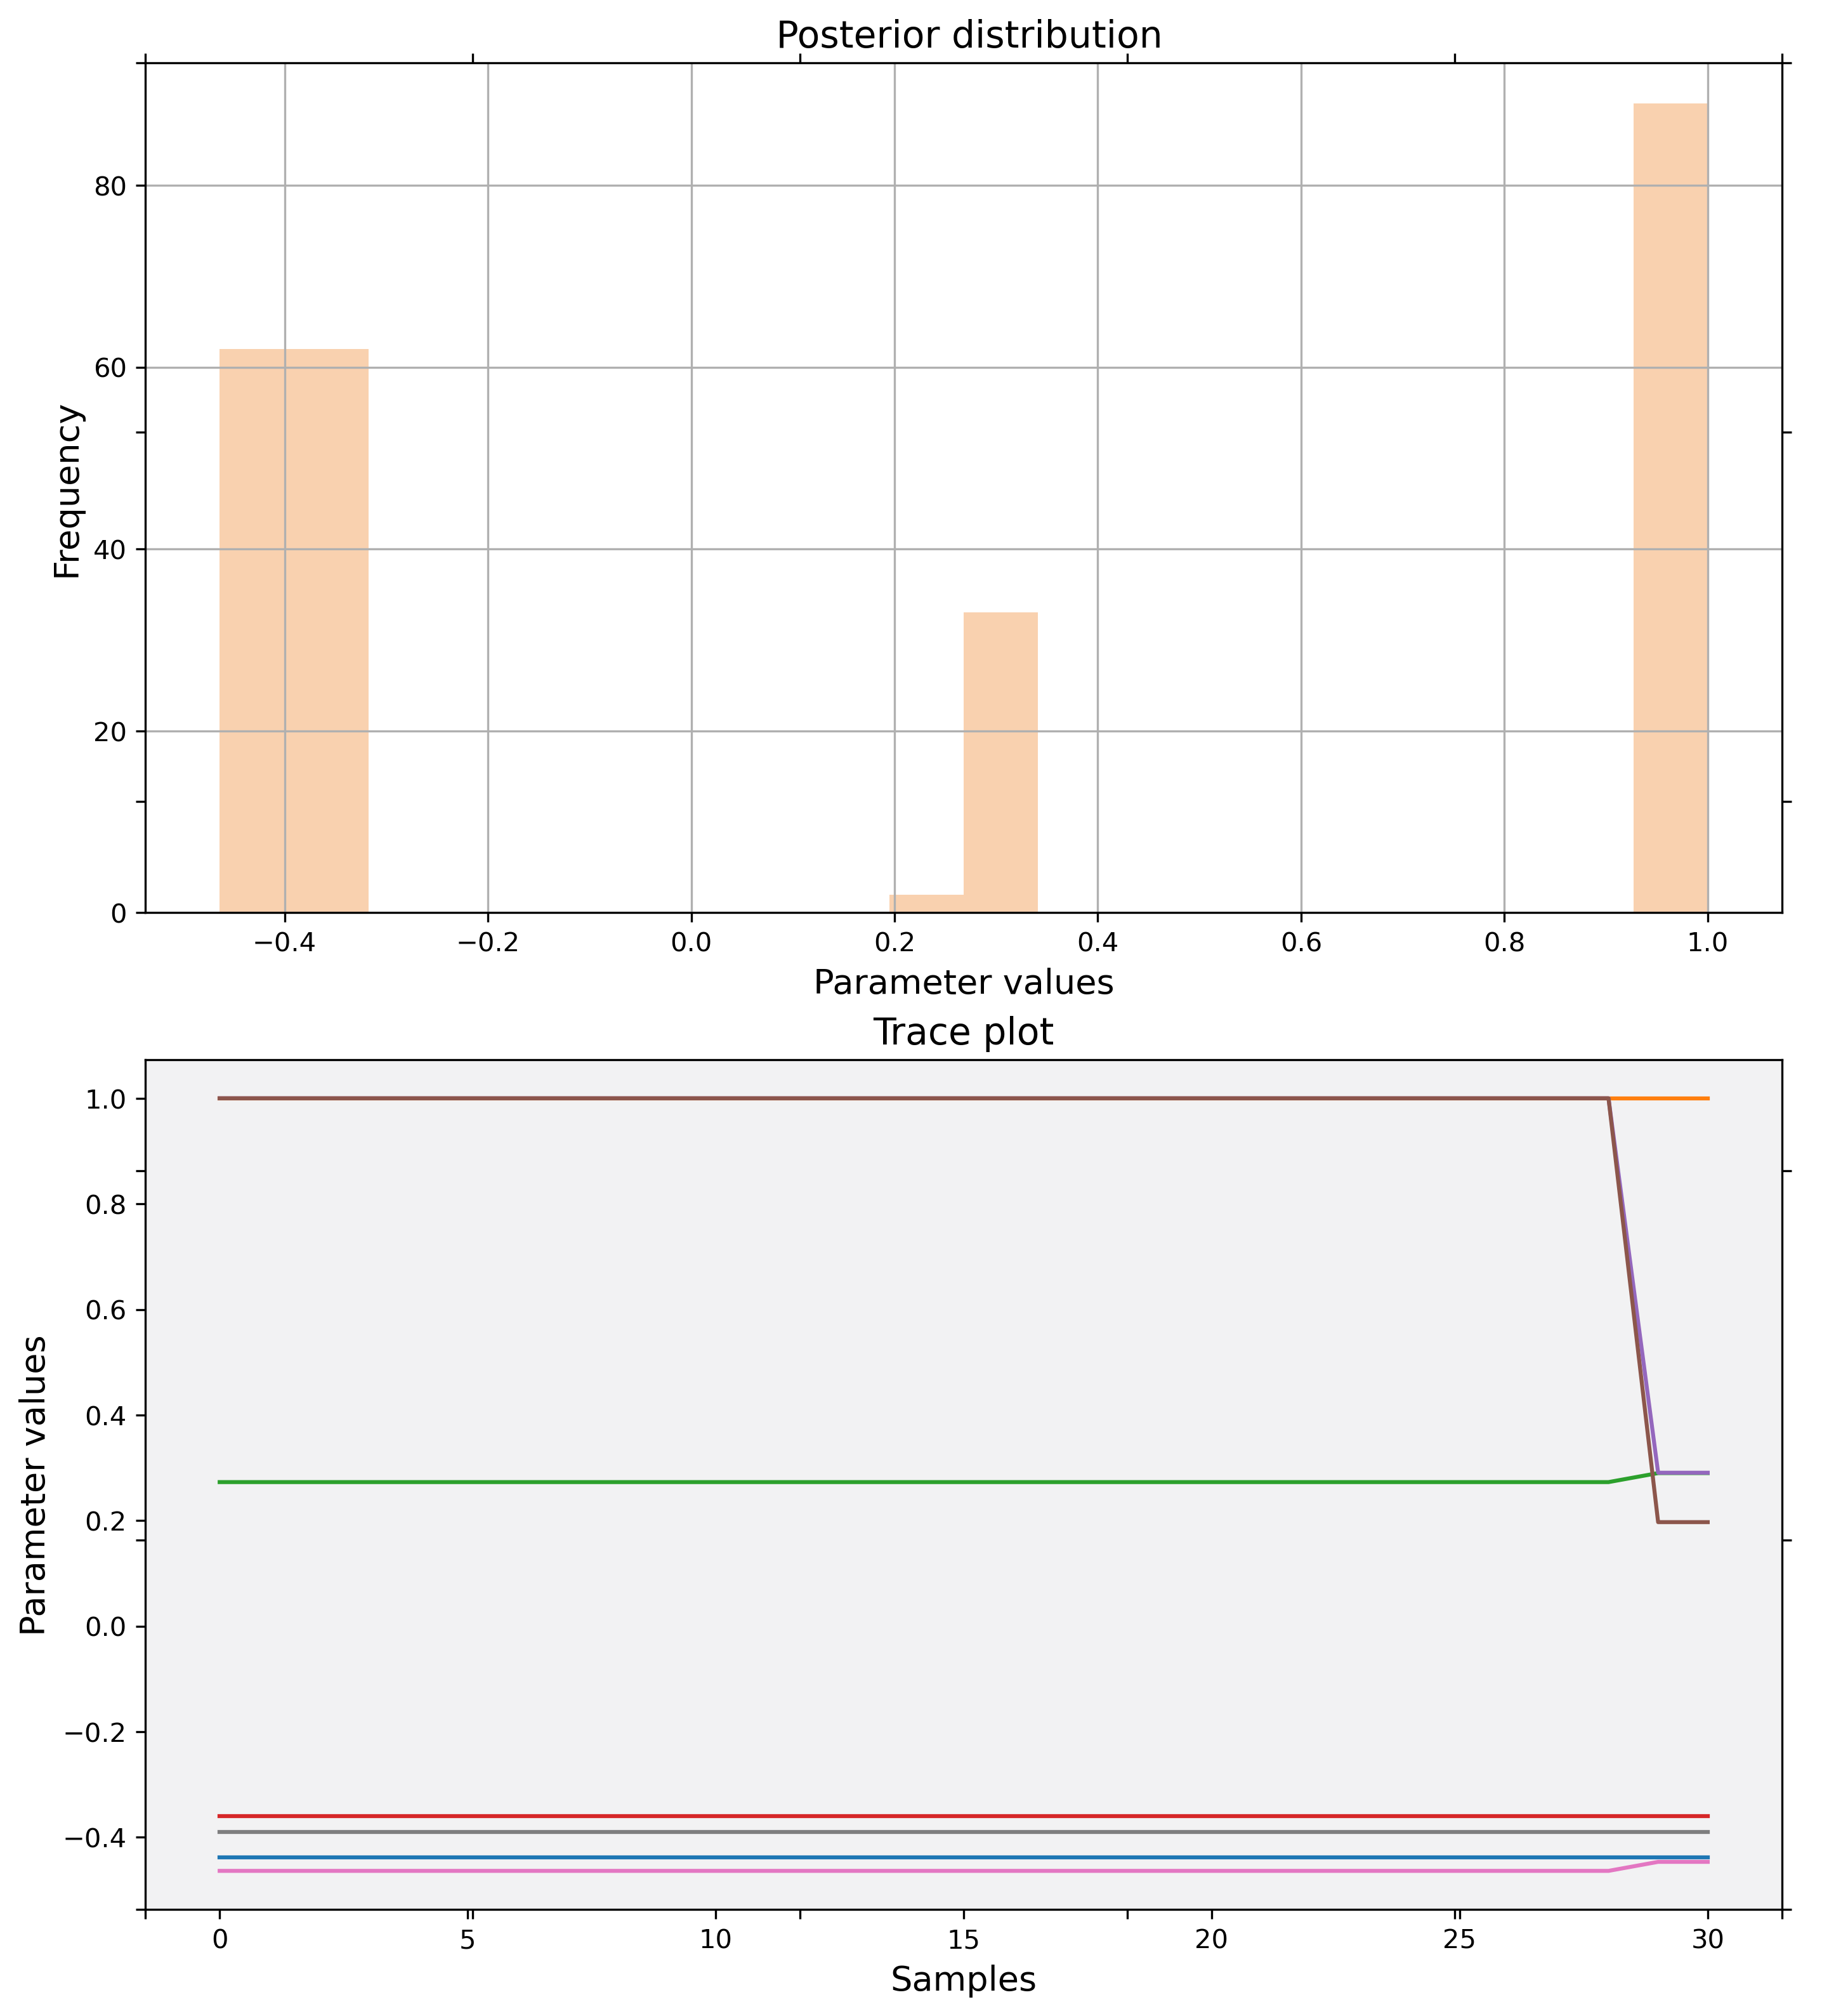 Posterior distribution
80
60
40
20
0
Frequency
−0.4 −0.2 0.0 0.2 0.4 0.6 0.8 1.0
Parameter values
Trace plot
1.0
0.8
0.6
0.4
0.2
0.0
−0.2
−0.4
Parameter values
0 5 10 15 20 25 30
Samples